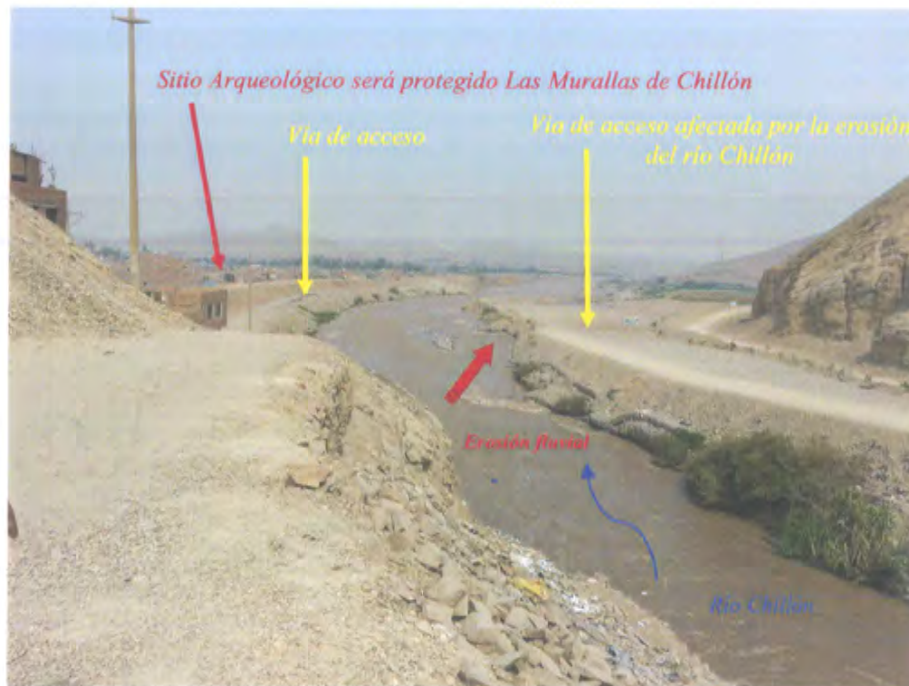 Sitio Arqueológico será protegido Las Murallas de Chillón
Vía de acceso
Vía de acceso afectada por la erosión
del río Chillón
Erosión fluvial
Río Chillón